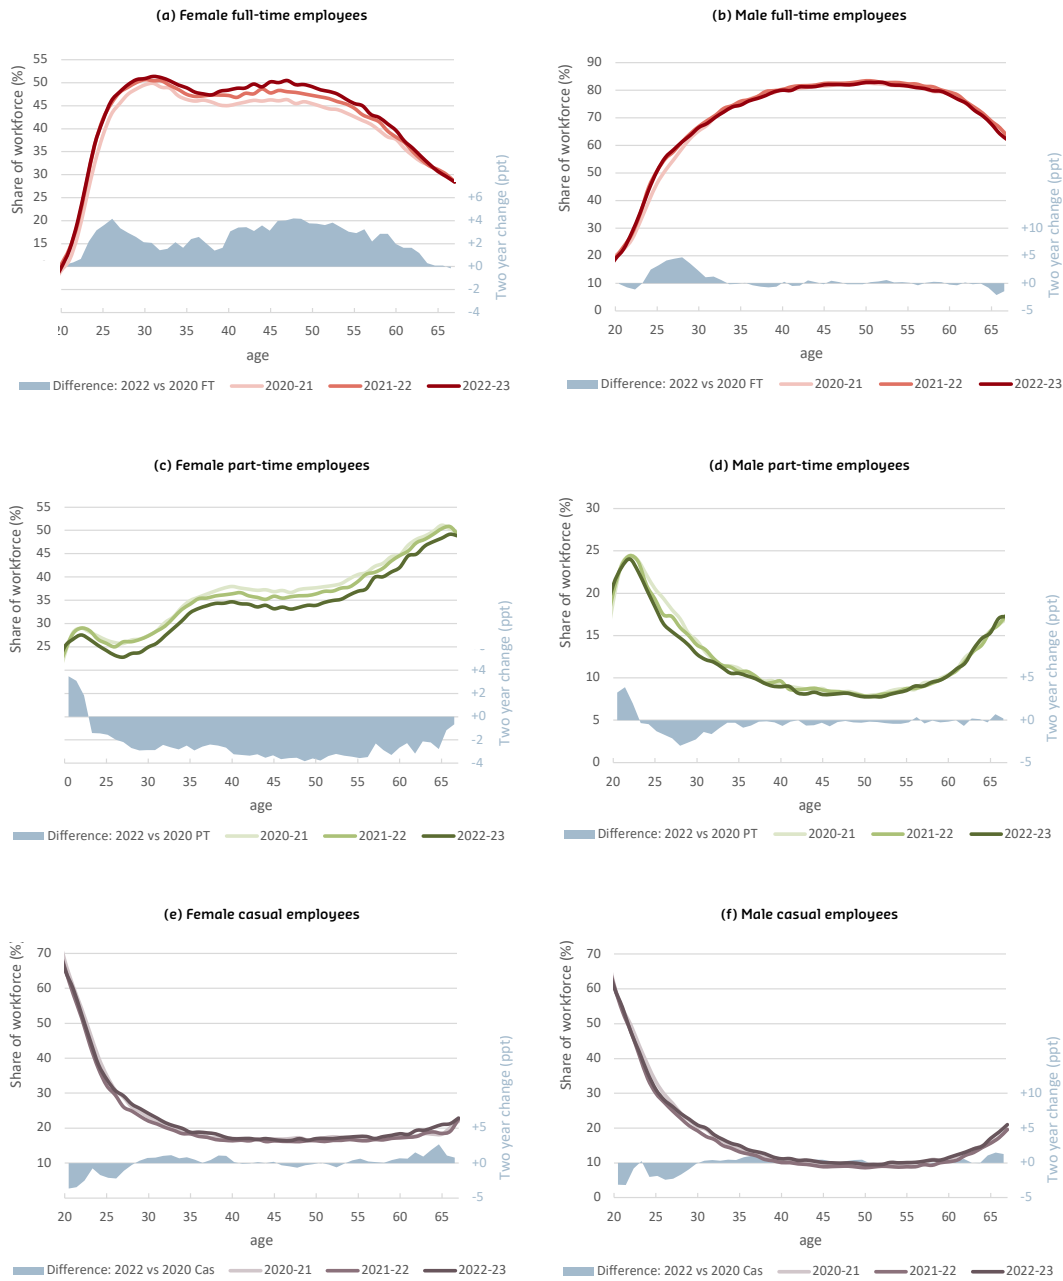 (a) Female full-time employees
Share of workforce (%)
55
50
45
40
35
30
25
20
15
+6
+4
+2
+0
-2
-4
Two year change (ppt)
20 25 30 35 40 45 50 55 60 65
age
Difference: 2022 vs 2020 FT 2020-21 2021-22 2022-23
(b) Male full-time employees
Share of workforce (%)
90
80
70
60
50
40
30
20
10
0
+10
+5
+0
-5
Two year change (ppt)
20 25 30 35 40 45 50 55 60 65
age
Difference: 2022 vs 2020 FT 2020-21 2021-22 2022-23
(c) Female part-time employees
Share of workforce (%)
55
50
45
40
35
30
25
+4
+2
+0
-2
-4
Two year change (ppt)
0 25 30 35 40 45 50 55 60 65
age
Difference: 2022 vs 2020 PT 2020-21 2021-22 2022-23
(d) Male part-time employees
Share of workforce (%)
30
25
20
15
10
5
0
+5
+0
-5
Two year change (ppt)
20 25 30 35 40 45 50 55 60 65
age
Difference: 2022 vs 2020 PT 2020-21 2021-22 2022-23
(e) Female casual employees
Share of workforce (%)
70
60
50
40
30
20
10
+5
+0
-5
Two year change (ppt)
20 25 30 35 40 45 50 55 60 65
age
Difference: 2022 vs 2020 Cas 2020-21 2021-22 2022-23
(f) Male casual employees
Share of workforce (%)
70
60
50
40
30
20
10
0
+10
+5
+0
-5
Two year change (ppt)
20 25 30 35 40 45 50 55 60 65
age
Difference: 2022 vs 2020 Cas 2020-21 2021-22 2022-23